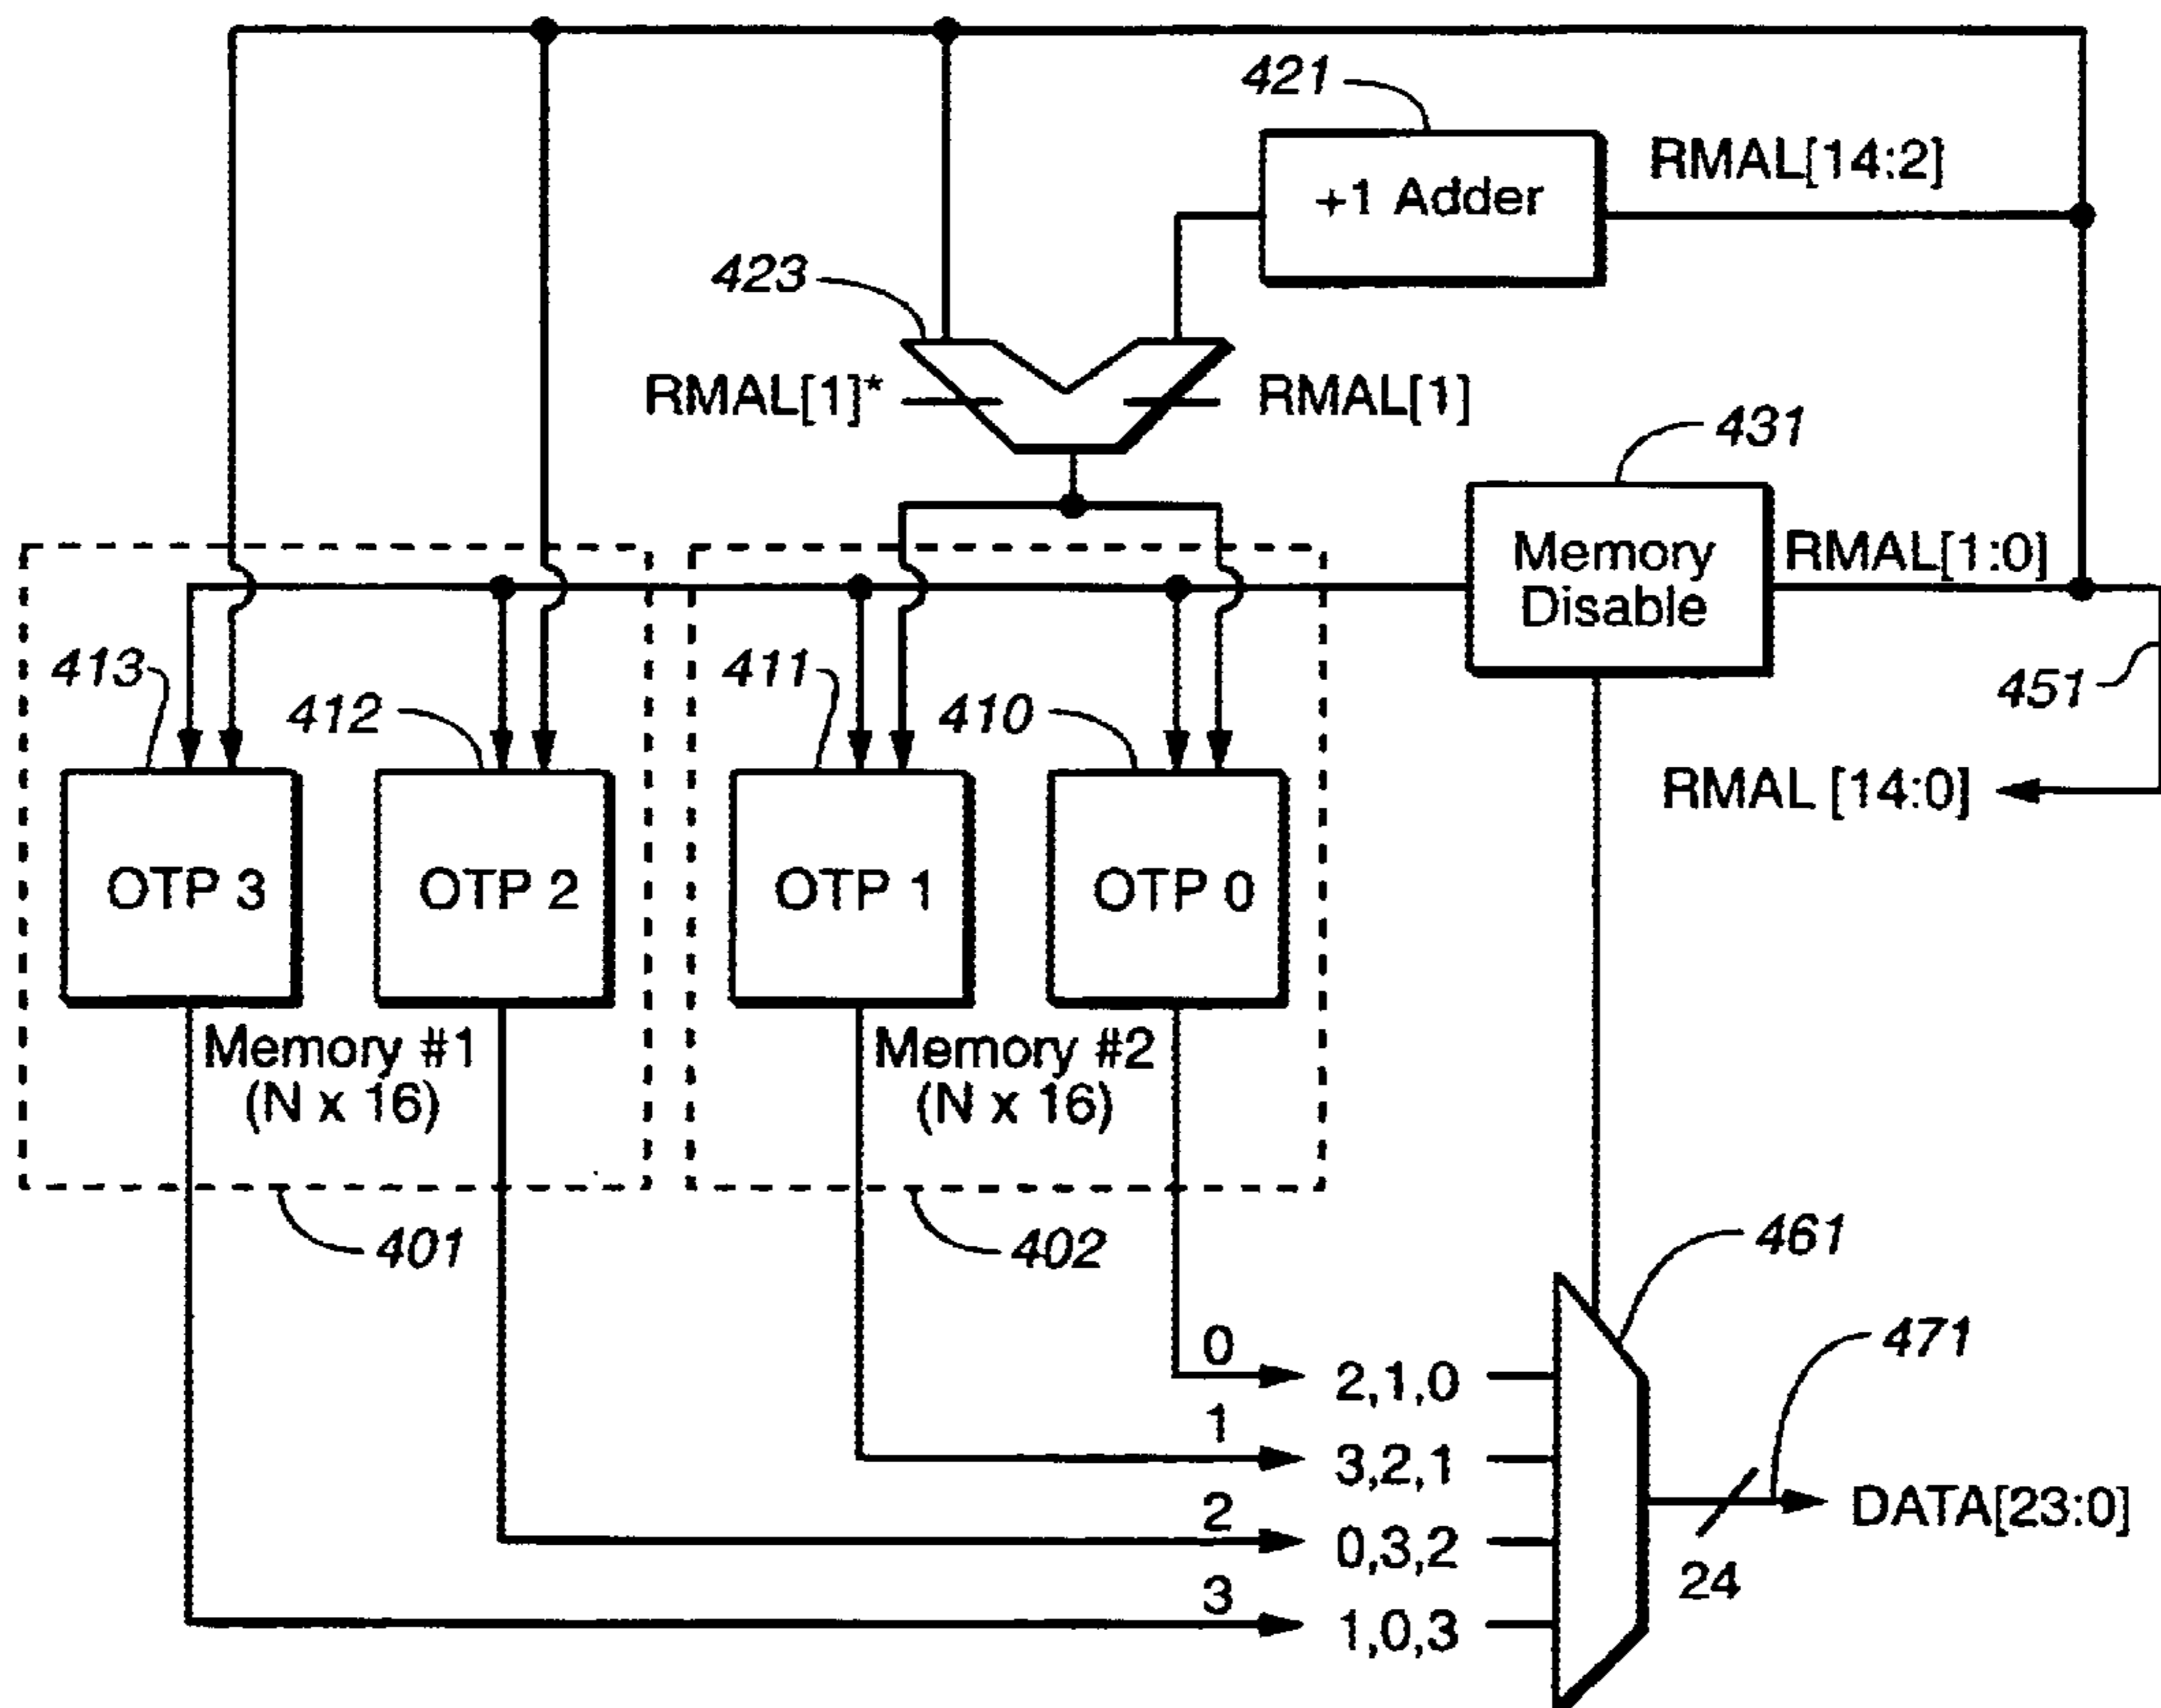 421
RMAL[14:2]
+1 Adder
423
RMAL[1]*
RMAL[1]
431
Memory
Disable
RMAL[1:0]
413
412
411
410
451
RMAL [14:0]
OTP 3
OTP 2
OTP 1
OTP 0
Memory #1
(N x 16)
Memory #2
(N x 16)
401
402
461
471
0
2,1,0
1
3,2,1
2
0,3,2
3
1,0,3
24
DATA[23:0]